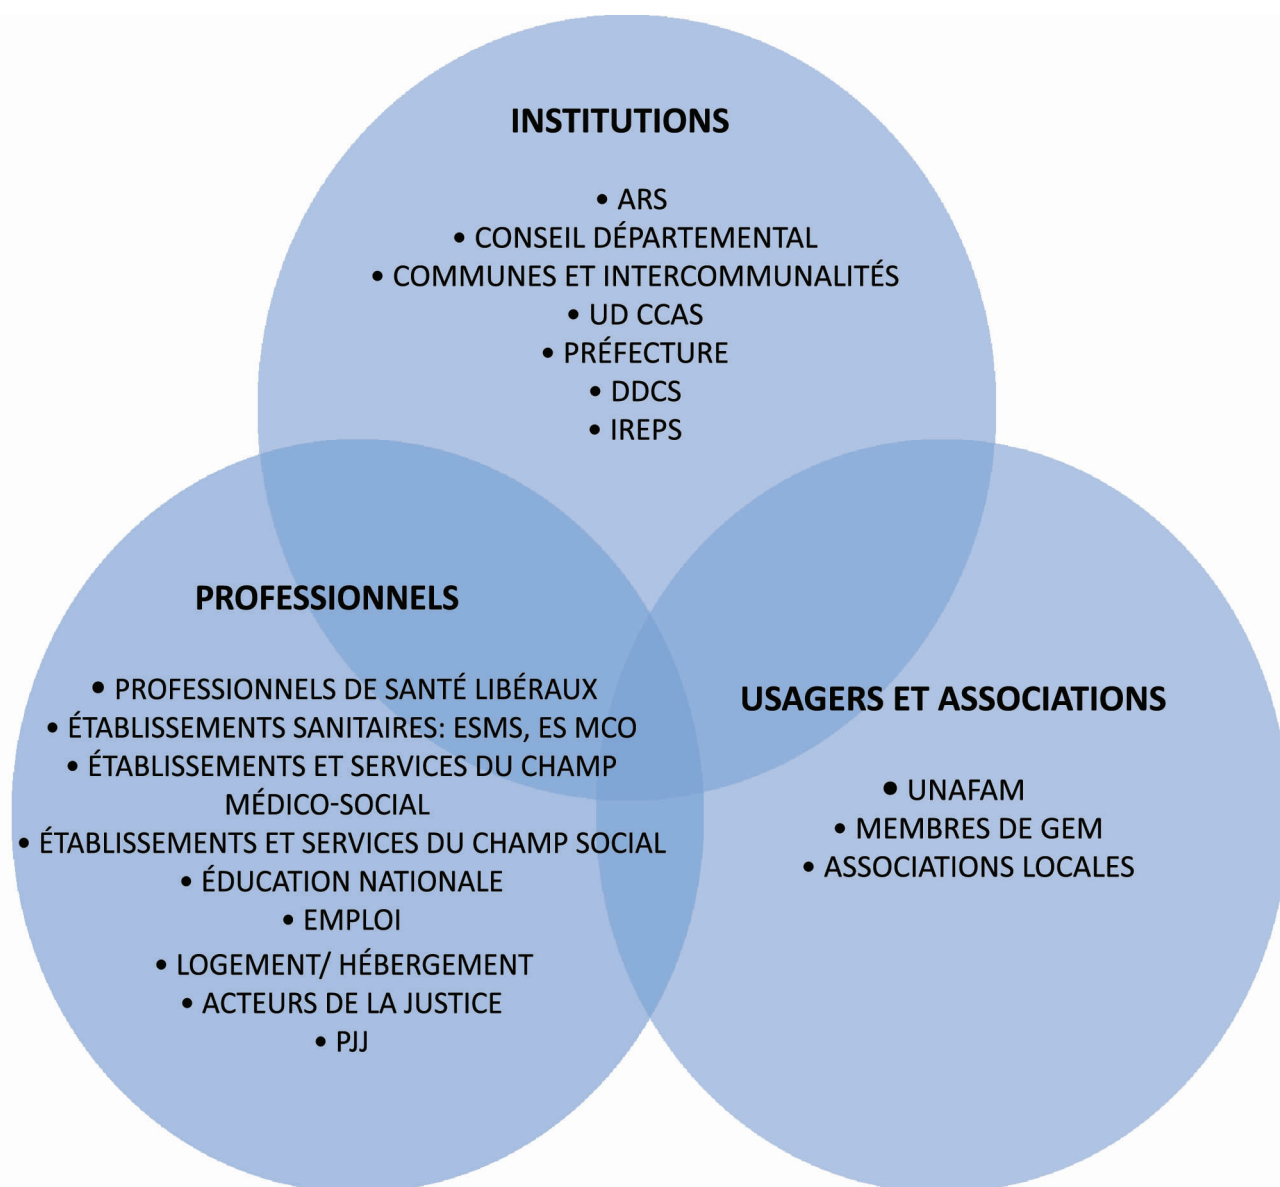 INSTITUTIONS
• ARS
• CONSEIL DÉPARTEMENTAL
• COMMUNES ET INTERCOMMUNALITÉS
• UD CCAS
• PRÉFECTURE
• DDCS
• IREPS
PROFESSIONNELS
• PROFESSIONNELS DE SANTÉ LIBÉRAUX
• ÉTABLISSEMENTS SANITAIRES: ESMS, ES MCO
• ÉTABLISSEMENTS ET SERVICES DU CHAMP
MÉDICO-SOCIAL
• ÉTABLISSEMENTS ET SERVICES DU CHAMP SOCIAL
• ÉDUCATION NATIONALE
• EMPLOI
• LOGEMENT/ HÉBERGEMENT
• ACTEURS DE LA JUSTICE
• PJJ
USAGERS ET ASSOCIATIONS
• UNAFAM
• MEMBRES DE GEM
• ASSOCIATIONS LOCALES